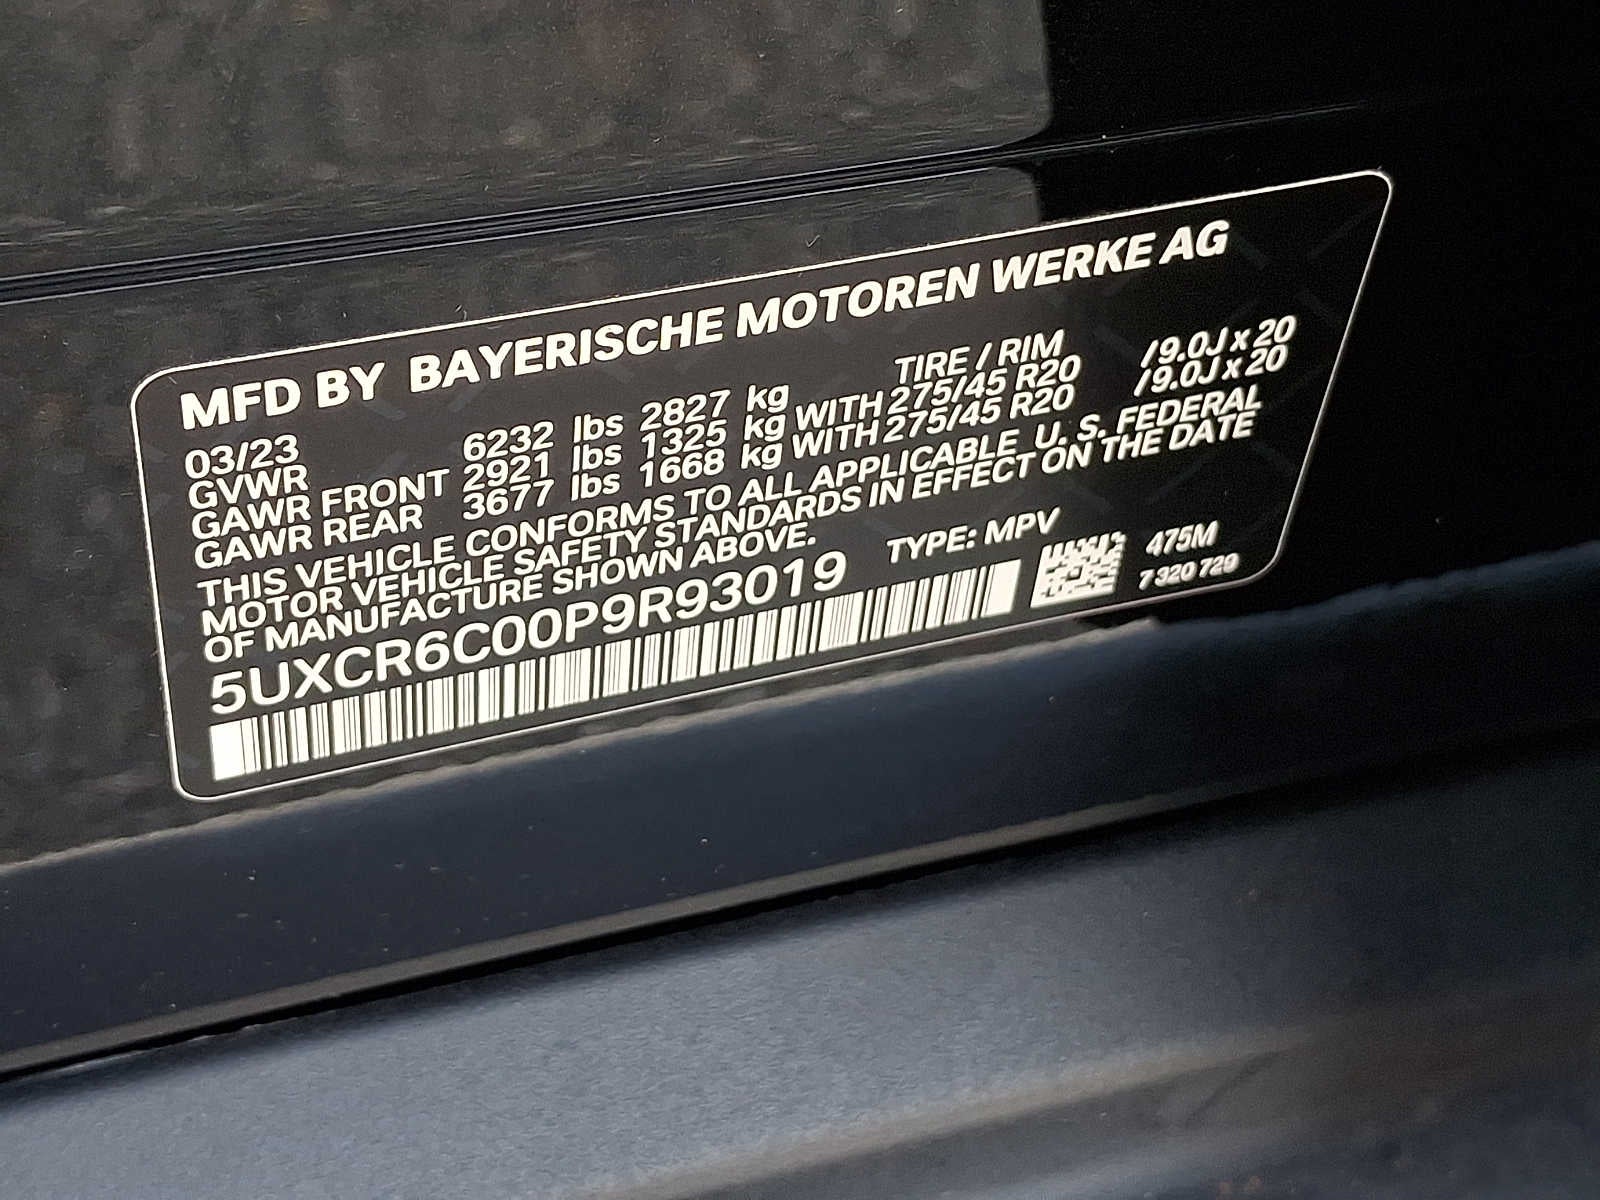 MFD BY BAYERISCHE MOTOREN WERKE AG
03/23 TIRE / RIM
GVWR 6232 lbs 2827 kg
GAWR FRONT 2921 lbs 1325 kg WITH 275/45 R20 / 9.0J x 20
GAWR REAR 3677 lbs 1668 kg WITH 275/45 R20 / 9.0J x 20
THIS VEHICLE CONFORMS TO ALL APPLICABLE U. S. FEDERAL
MOTOR VEHICLE SAFETY STANDARDS IN EFFECT ON THE DATE
OF MANUFACTURE SHOWN ABOVE.
5UXCR6C00P9R93019 TYPE: MPV
475M
7 320 729